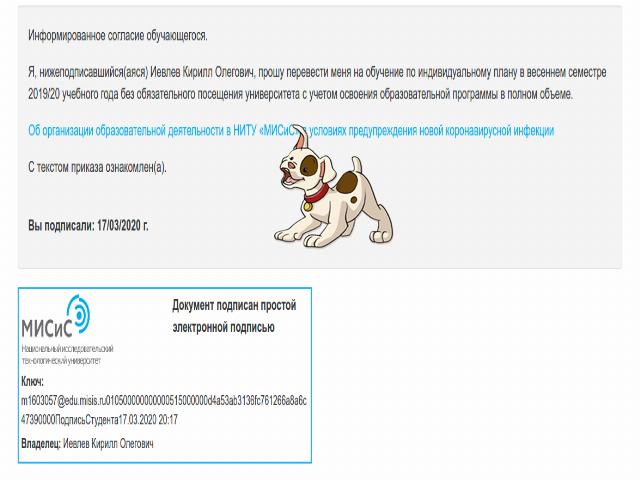 Информированное согласие обучающегося.
Я, нижеподписавшийся(аяся) Иевлев Кирилл Олегович, прошу перевести меня на обучение по индивидуальному плану в весеннем семестре
2019/20 учебного года без обязательного посещения университета с учетом освоения образовательной программы в полном объеме.
Об организации образовательной деятельности в НИТУ «МИСиС» в условиях предупреждения новой коронавирусной инфекции
С текстом приказа ознакомлен(а).
Вы подписали: 17/03/2020 г.
МИСиС
Национальный исследовательский
технологический университет
Документ подписан простой
электронной подписью
Ключ:
m1603057@edu.misis.ru010500000000000515000000d4a53ab3136fc761266a8a6c
47390000ПодписьСтудента17.03.2020 20:17
Владелец: Иевлев Кирилл Олегович